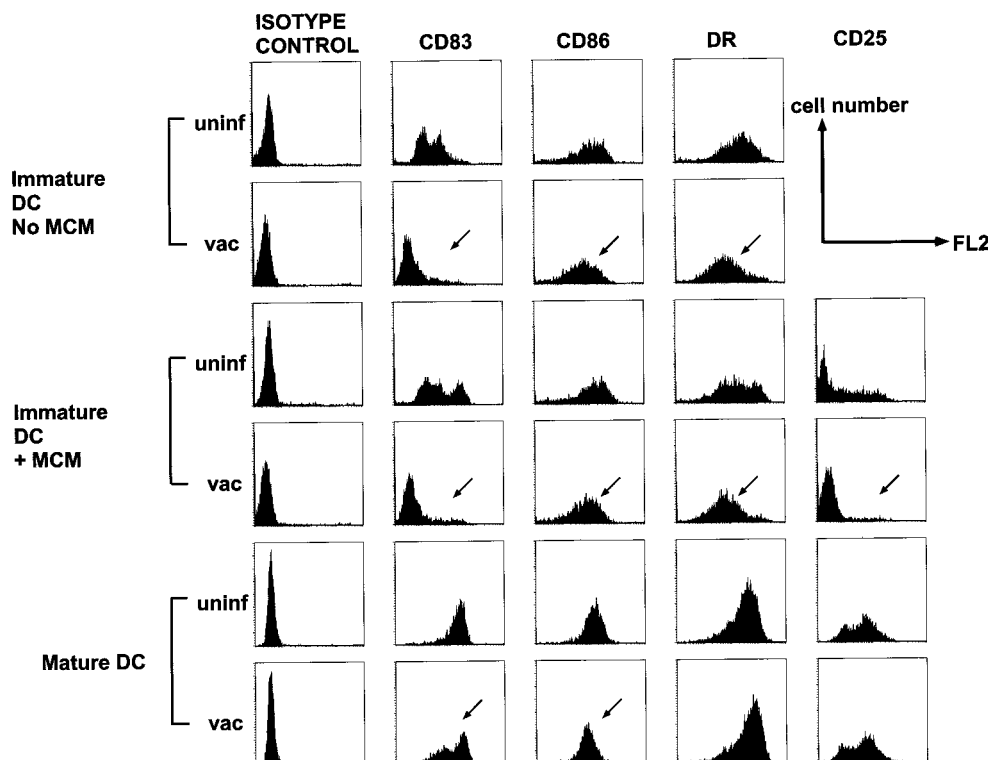 ISOTYPE
CONTROL
CD83
CD86
DR
CD25
cell number
FL2
Immature
DC
No MCM
uninf
vac
Immature
DC
+ MCM
uninf
vac
Mature DC
uninf
vac